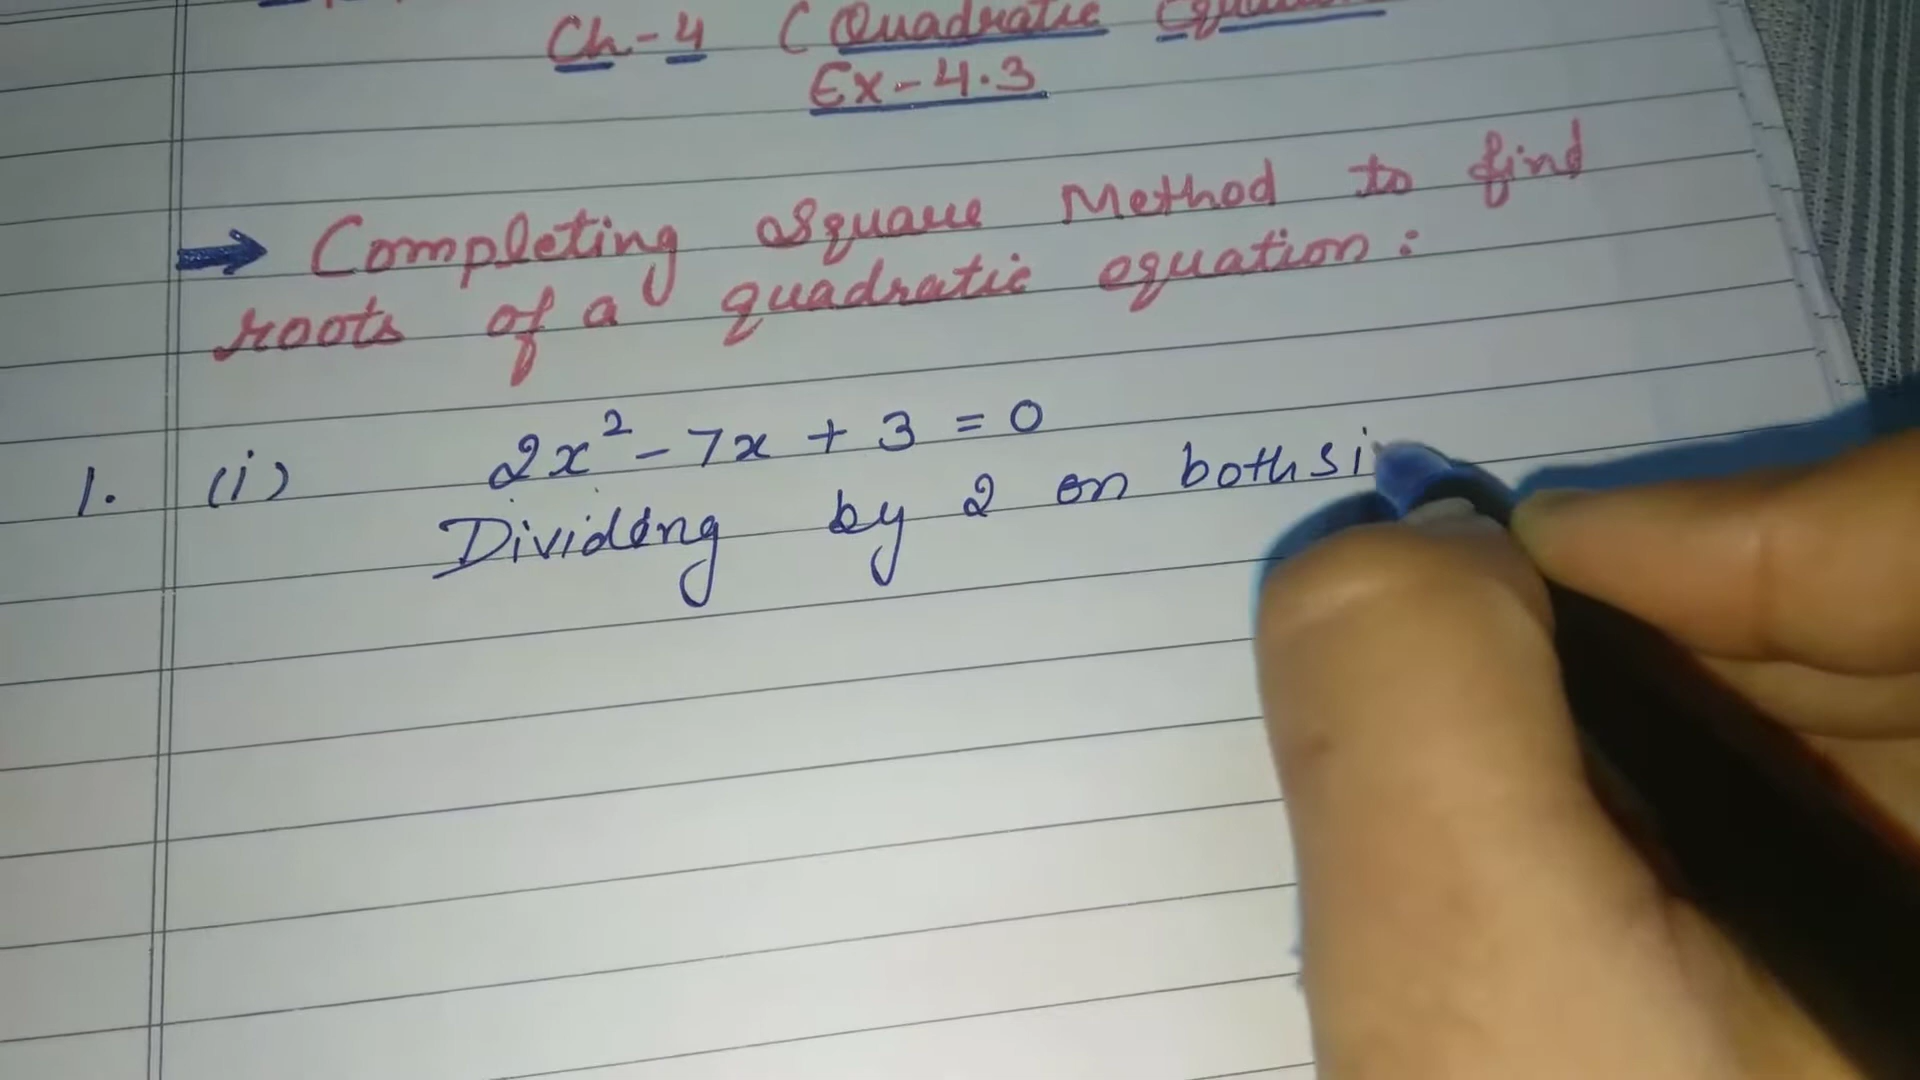 Ch-4 (Quadratic
Ex-4.3
→ Completing Square Method to find
roots of a quadratic equation:
1. (i) 2x² - 7x + 3 = 0
Dividing by 2 on both si